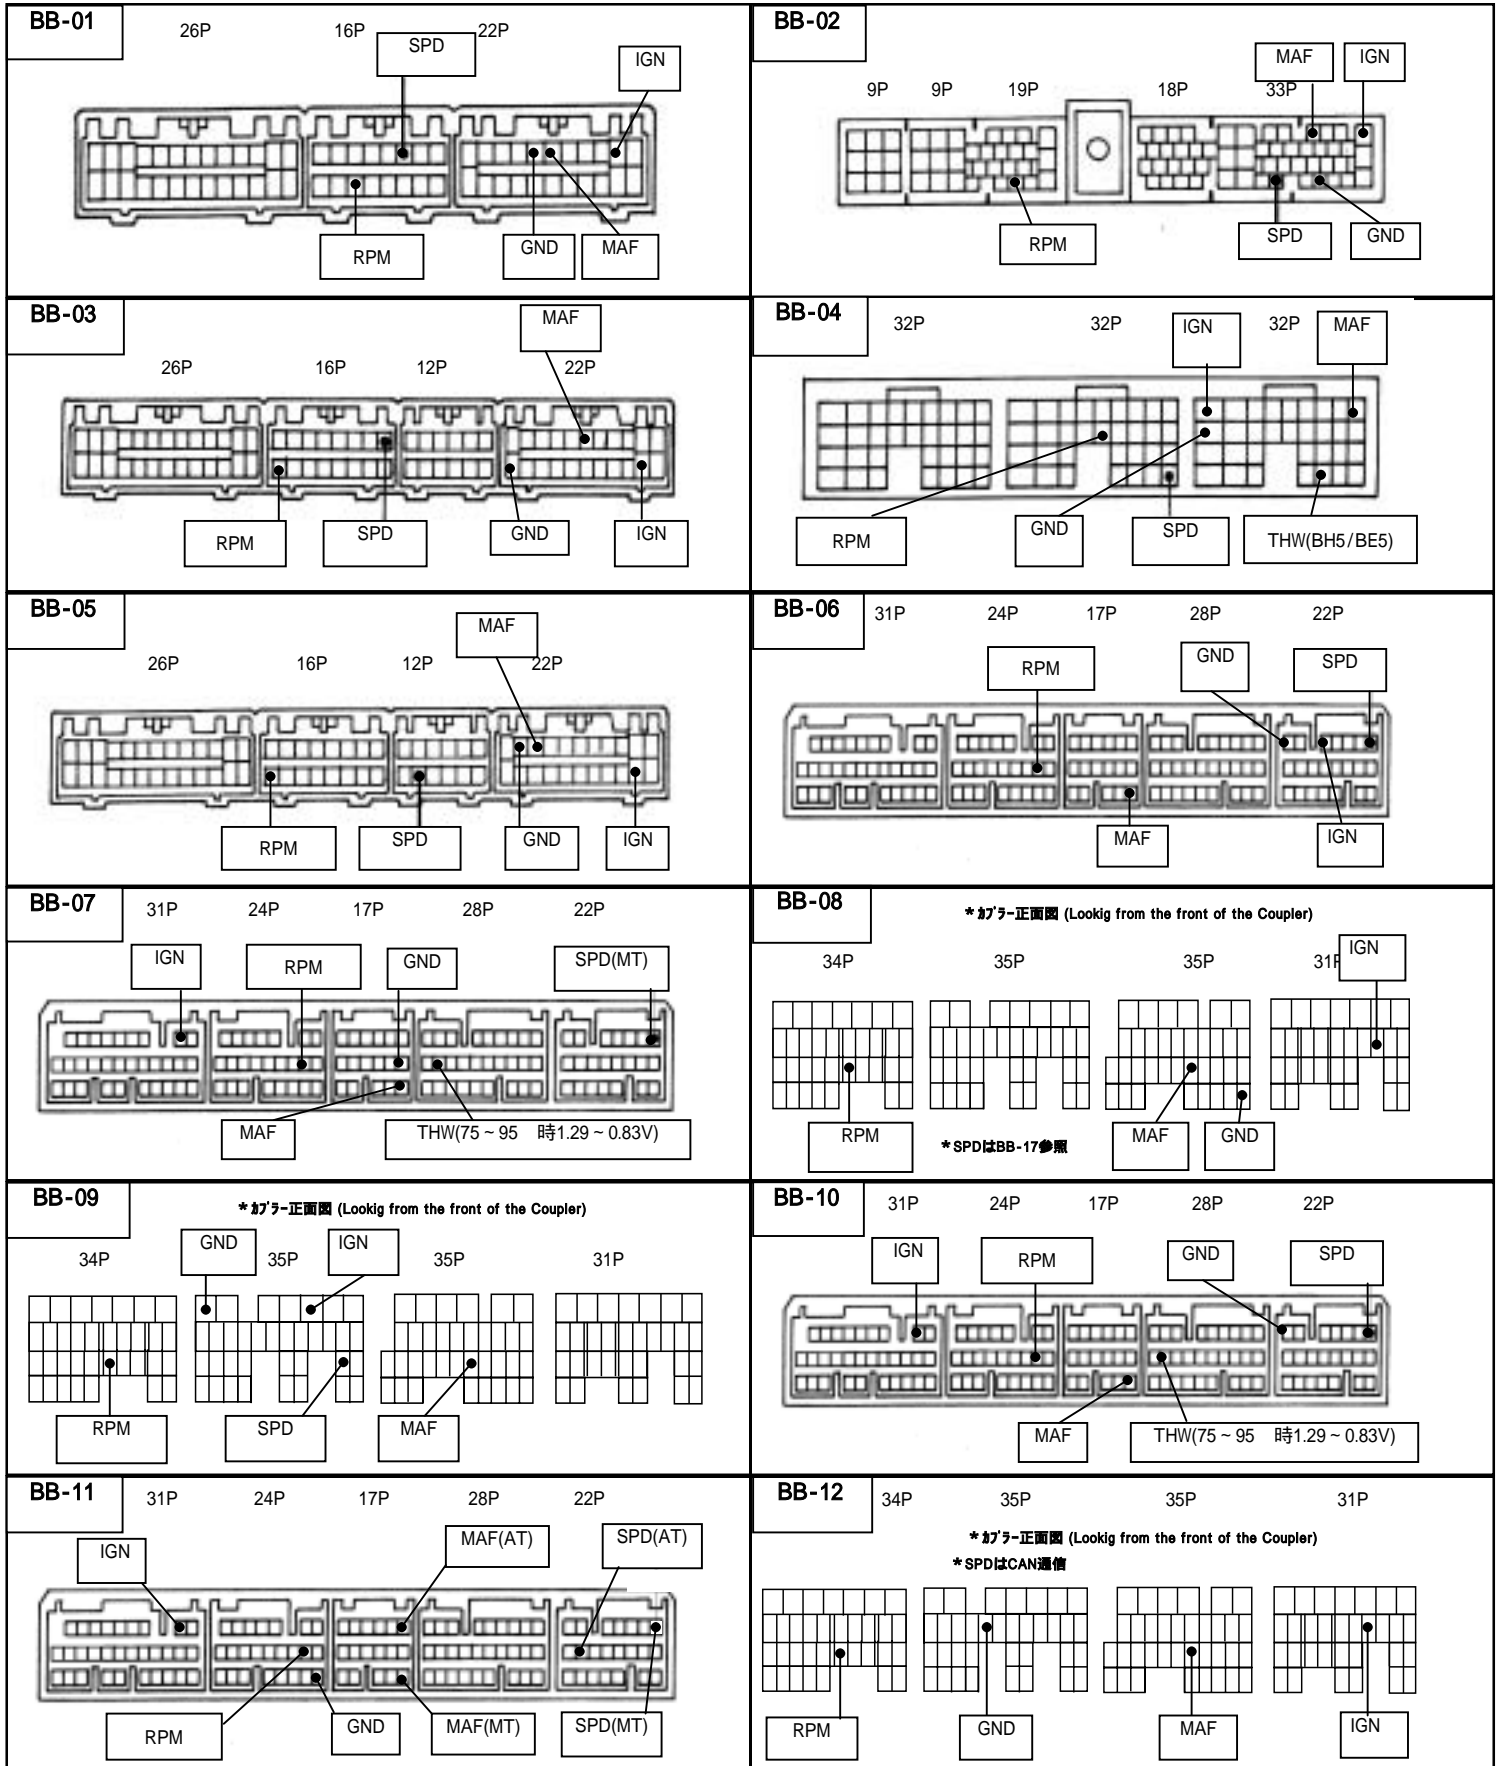 BB-01
26P 16P 22P
SPD
IGN
RPM
GND
MAF
BB-02
MAF
IGN
9P 9P 19P 18P 33P
RPM
SPD
GND
BB-03
MAF
26P 16P 12P 22P
RPM
SPD
GND
IGN
BB-04
32P 32P 32P
IGN
MAF
RPM
GND
SPD
THW(BH5/BE5)
BB-05
MAF
26P 16P 12P 22P
RPM
SPD
GND
IGN
BB-06
31P 24P 17P 28P 22P
RPM
GND
SPD
MAF
IGN
BB-07
31P 24P 17P 28P 22P
IGN
RPM
GND
SPD(MT)
MAF
THW(75 ~ 95 時1.29 ~ 0.83V)
BB-08
*ｶﾌﾟﾗｰ正面図 (Lookig from the front of the Coupler)
34P 35P 35P 31P
IGN
RPM
*SPDはBB-17参照
MAF
GND
BB-09
*ｶﾌﾟﾗｰ正面図 (Lookig from the front of the Coupler)
34P 35P 35P 31P
GND
IGN
RPM
SPD
MAF
BB-10
31P 24P 17P 28P 22P
IGN
RPM
GND
SPD
MAF
THW(75 ~ 95 時1.29 ~ 0.83V)
BB-11
31P 24P 17P 28P 22P
IGN
MAF(AT)
SPD(AT)
RPM
GND
MAF(MT)
SPD(MT)
BB-12
34P 35P 35P 31P
*ｶﾌﾟﾗｰ正面図 (Lookig from the front of the Coupler)
*SPDはCAN通信
RPM
GND
MAF
IGN